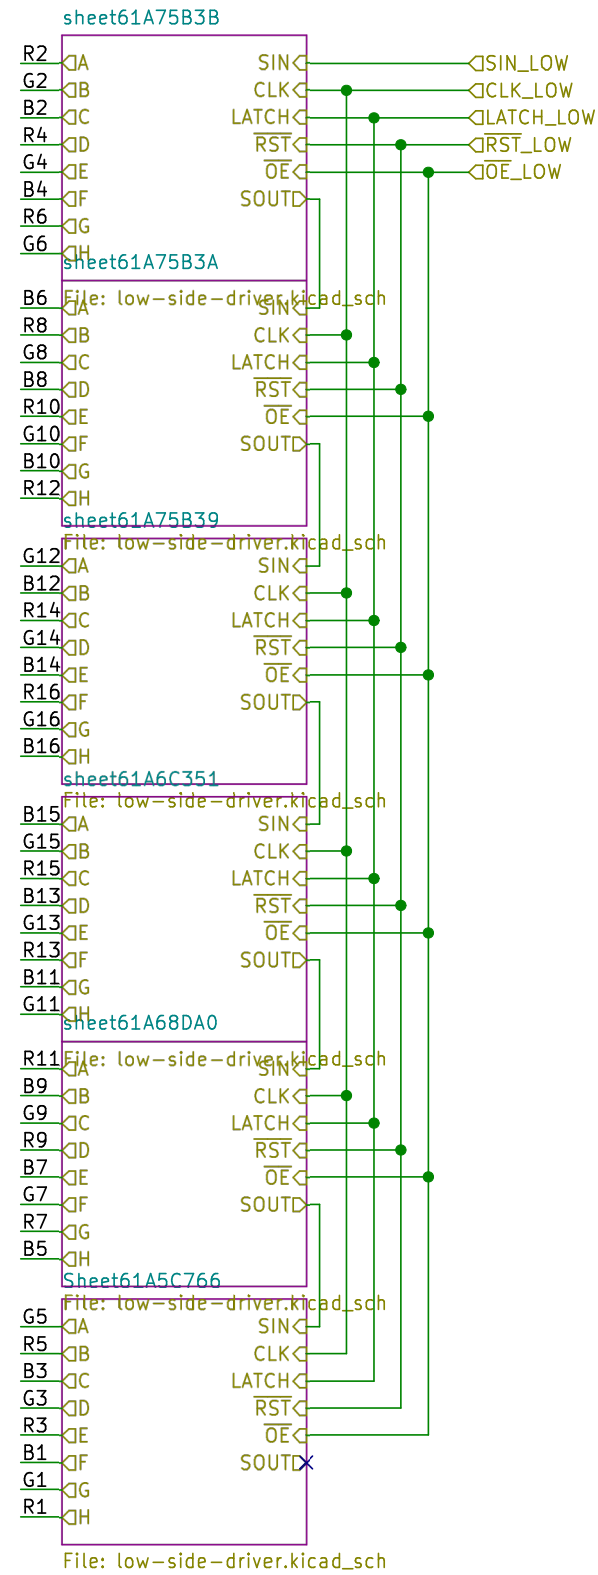 sheet61A75B3B
R2 A SIN SIN_LOW
G2 B CLK CLK_LOW
B2 C LATCH LATCH_LOW
R4 D RST RST_LOW
G4 E OE OE_LOW
B4 F SOUT
R6 G
G6 H
sheet61A75B3A
File: low-side-driver.kicad_sch
B6 A SIN
R8 B CLK
G8 C LATCH
B8 D RST
R10 E OE
G10 F SOUT
B10 G
R12 H
sheet61A75B39
File: low-side-driver.kicad_sch
G12 A SIN
B12 B CLK
R14 C LATCH
G14 D RST
B14 E OE
R16 F SOUT
G16 G
B16 H
sheet61A6C351
File: low-side-driver.kicad_sch
B15 A SIN
G15 B CLK
R15 C LATCH
B13 D RST
G13 E OE
R13 F SOUT
B11 G
G11 H
sheet61A68DA0
File: low-side-driver.kicad_sch
R11 A SIN
B9 B CLK
G9 C LATCH
R9 D RST
B7 E OE
G7 F SOUT
R7 G
B5 H
Sheet61A5C766
File: low-side-driver.kicad_sch
G5 A SIN
R5 B CLK
B3 C LATCH
G3 D RST
R3 E OE
B1 F SOUT
G1 G
R1 H
File: low-side-driver.kicad_sch